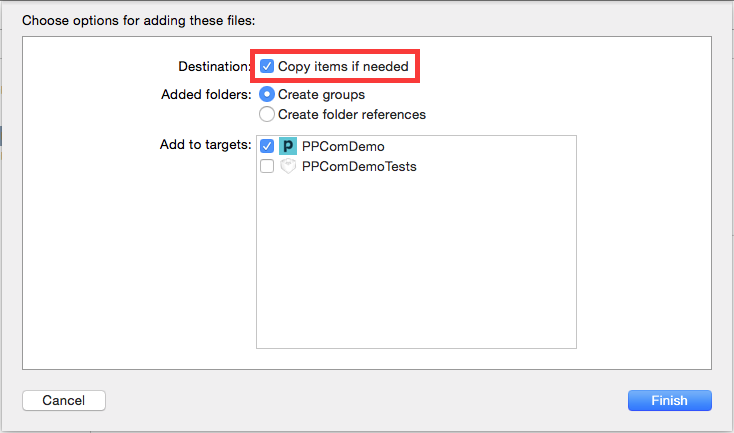 Choose options for adding these files:
Destination: Copy items if needed
Added folders: Create groups
Create folder references
Add to targets: PPComDemo
PPComDemoTests
Cancel Finish